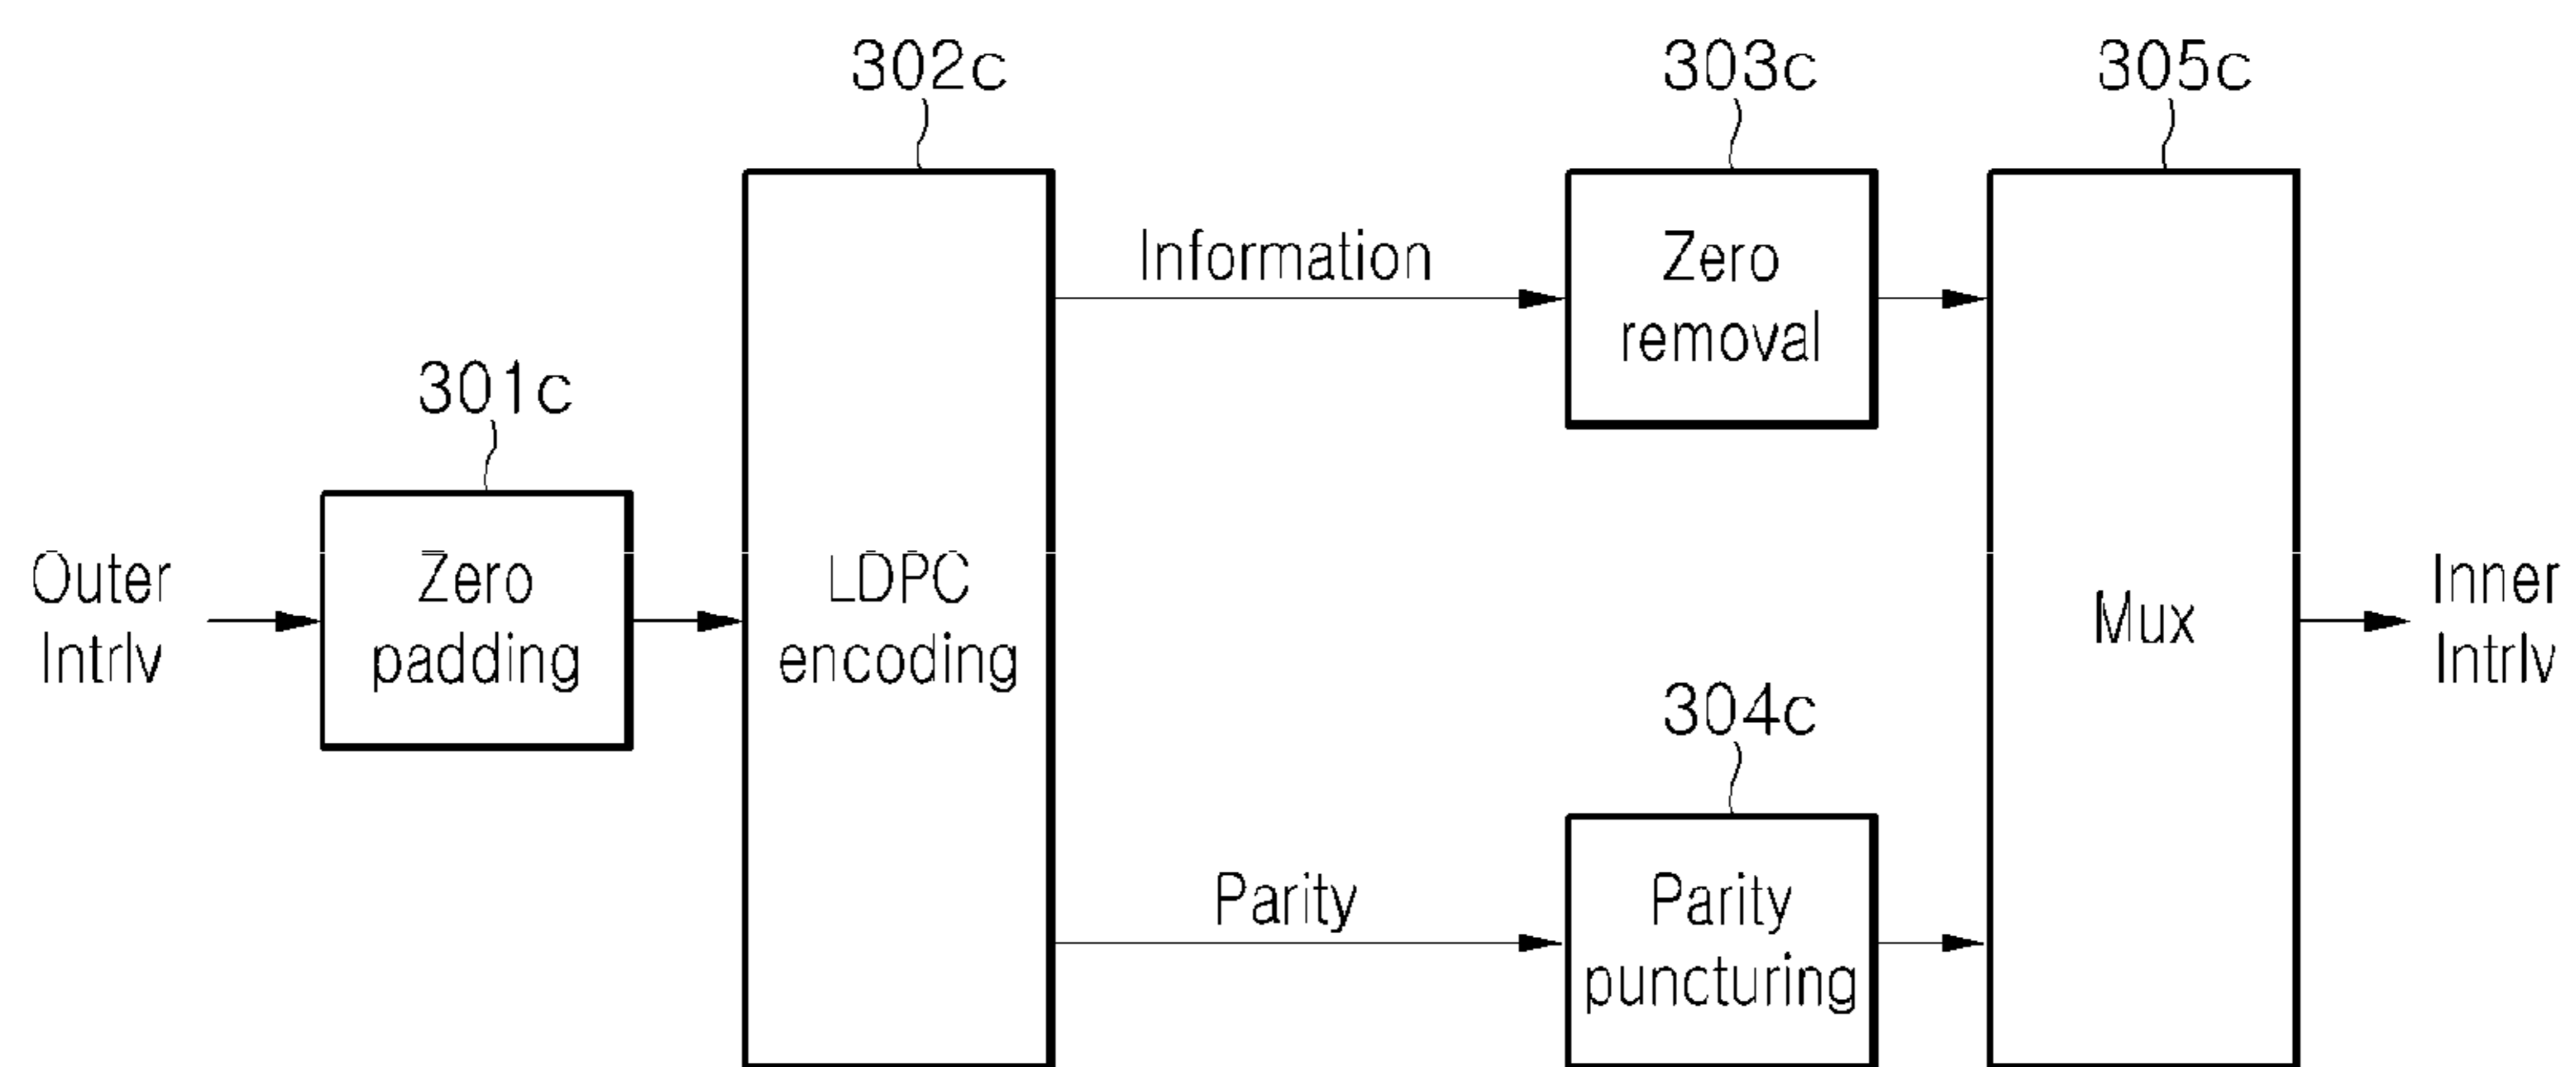 302c
303c
305c
Information
Zero
removal
301c
Outer
Intrlv
Zero
padding
LDPC
encoding
Mux
Inner
Intrlv
304c
Parity
Parity
puncturing